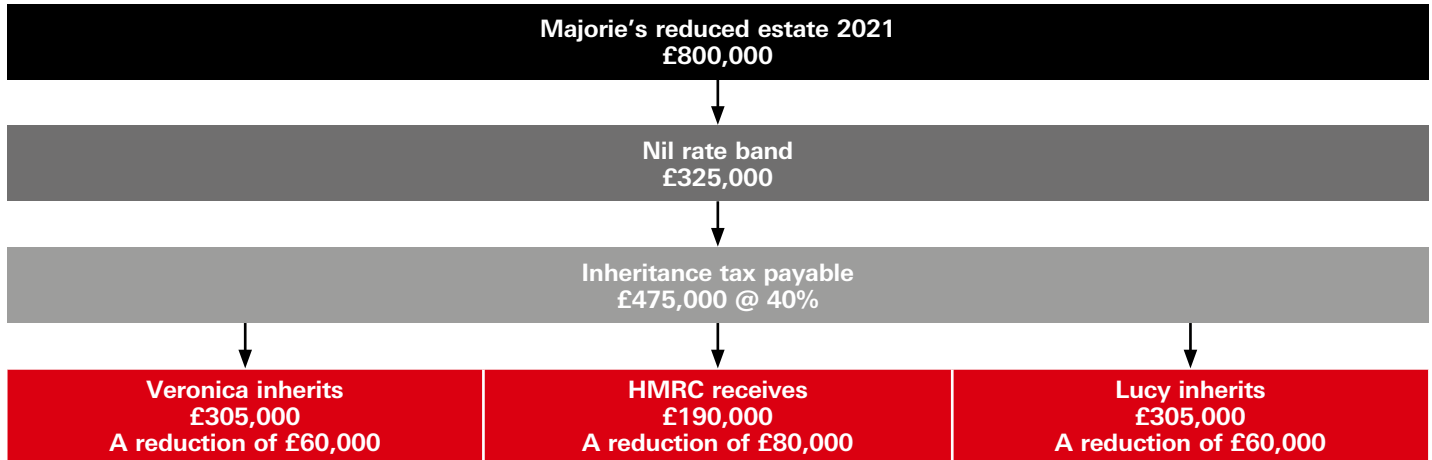 Majorie's reduced estate 2021
£800,000
Nil rate band
£325,000
Inheritance tax payable
£475,000 @ 40%
Veronica inherits
£305,000
A reduction of £60,000
HMRC receives
£190,000
A reduction of £80,000
Lucy inherits
£305,000
A reduction of £60,000